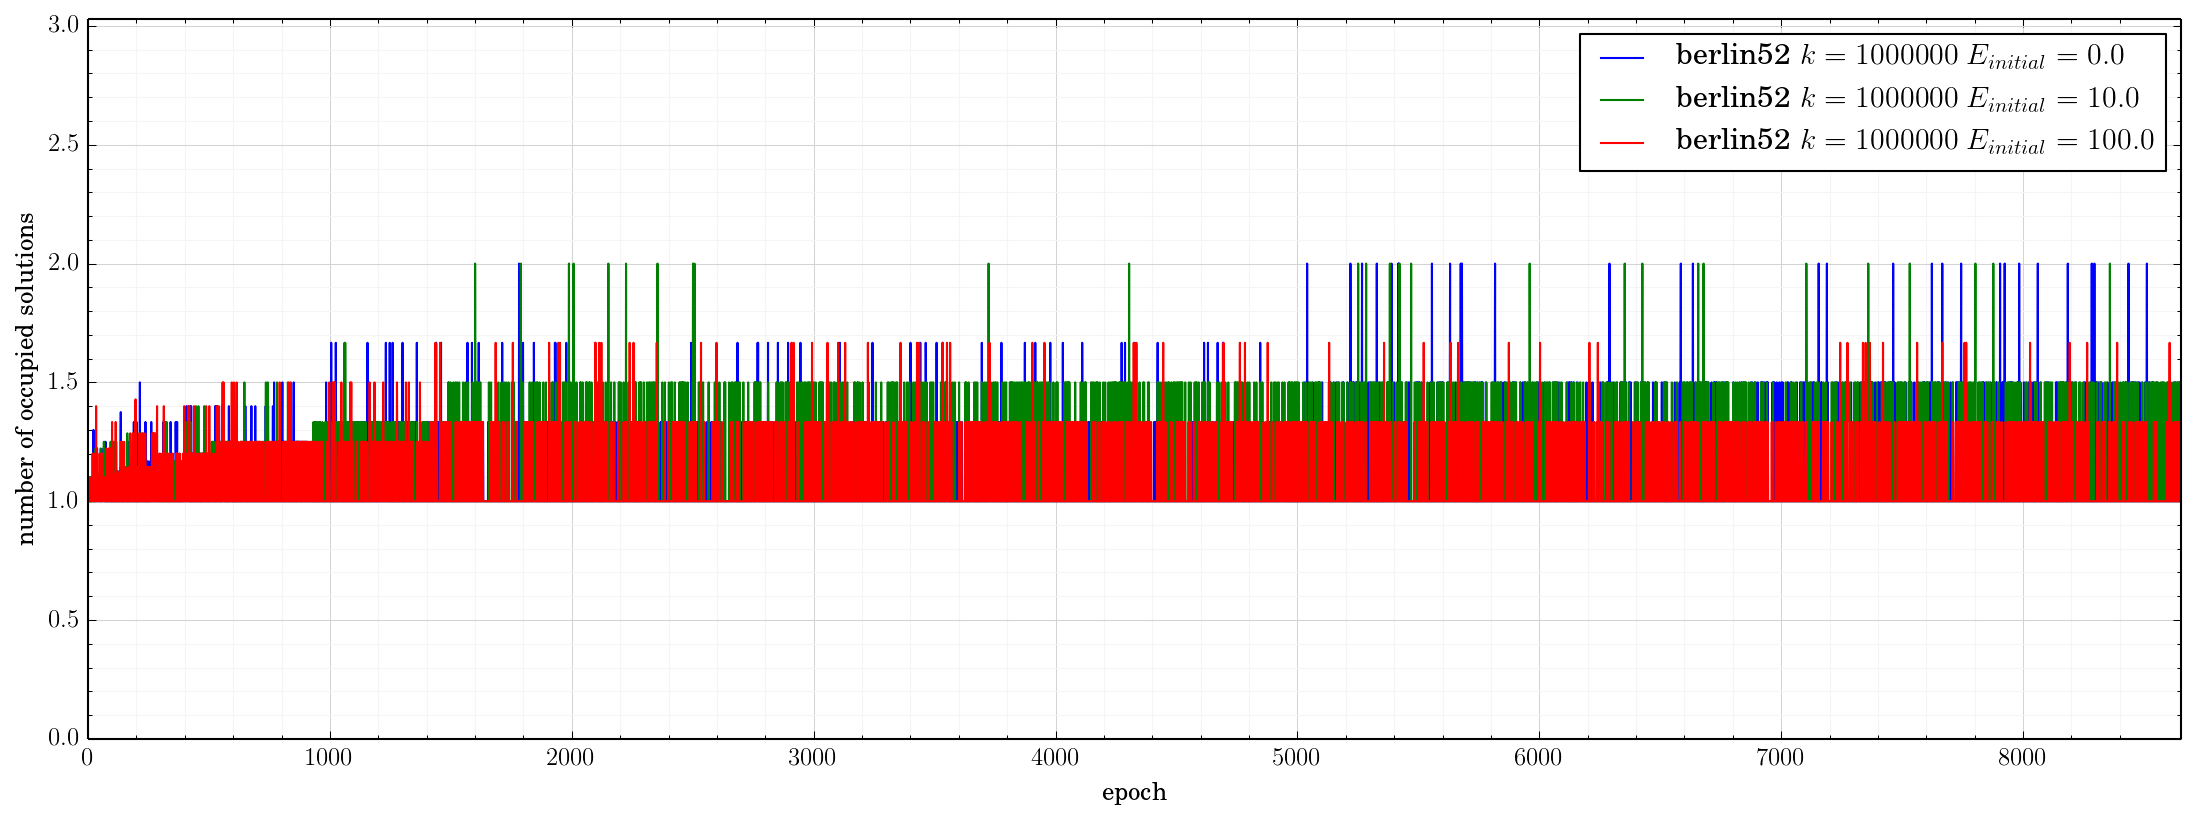 3.0
2.5
2.0
1.5
1.0
0.5
0.0
number of occupied solutions
berlin52 k = 1000000 E_initial = 0.0
berlin52 k = 1000000 E_initial = 10.0
berlin52 k = 1000000 E_initial = 100.0
0 1000 2000 3000 4000 5000 6000 7000 8000
epoch